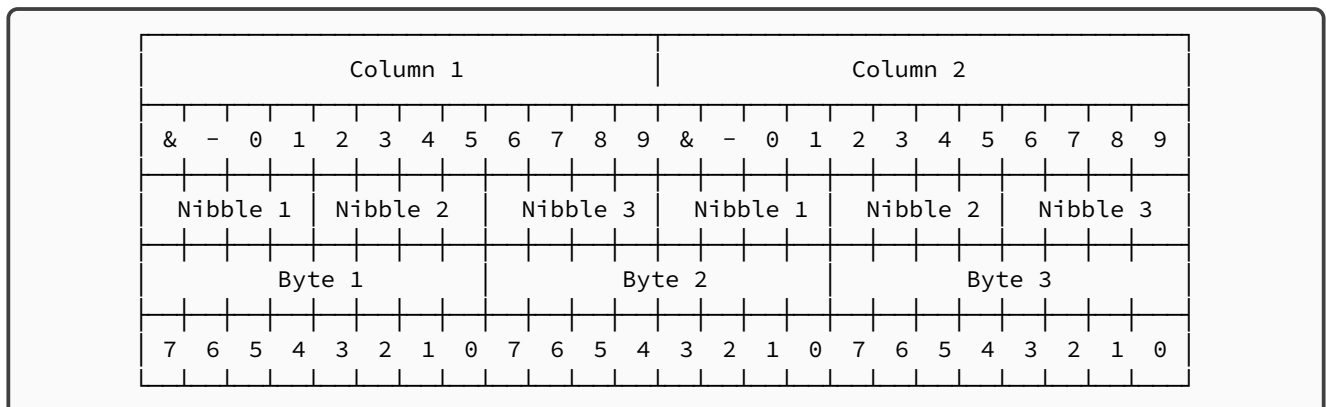 Column 1 Column 2
& – 0 1 2 3 4 5 6 7 8 9 & – 0 1 2 3 4 5 6 7 8 9
Nibble 1 Nibble 2 Nibble 3 Nibble 1 Nibble 2 Nibble 3
Byte 1 Byte 2 Byte 3
7 6 5 4 3 2 1 0 7 6 5 4 3 2 1 0 7 6 5 4 3 2 1 0